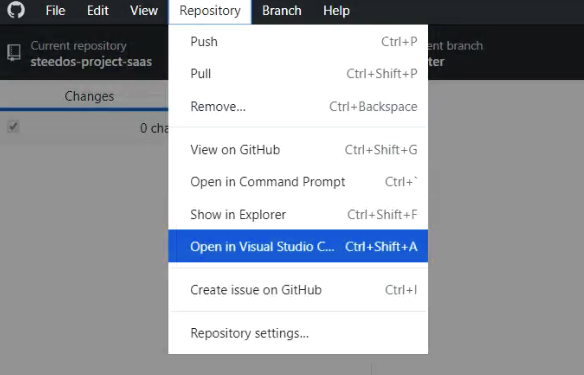 File Edit View Repository Branch Help
Current repository
steedos-project-saas
ent branch
ter
Changes
0 cha
Push Ctrl+P
Pull Ctrl+Shift+P
Remove... Ctrl+Backspace
View on GitHub Ctrl+Shift+G
Open in Command Prompt Ctrl+`
Show in Explorer Ctrl+Shift+F
Open in Visual Studio C... Ctrl+Shift+A
Create issue on GitHub Ctrl+I
Repository settings...